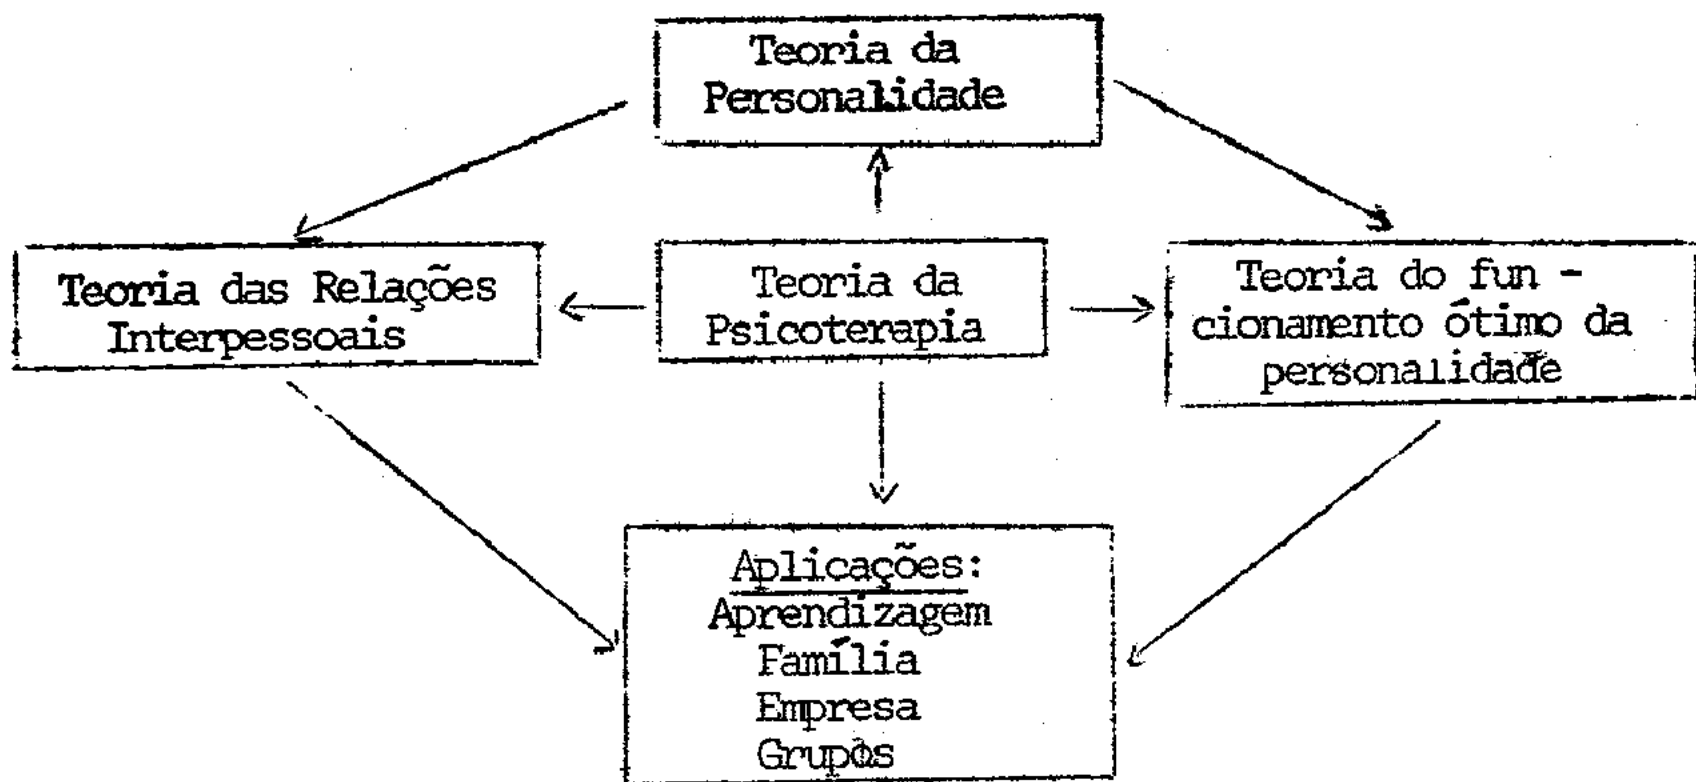 Teoria da
Personalidade
Teoria das Relações
Interpessoais
Teoria da
Psicoterapia
Teoria do fun -
cionamento ótimo da
personalidade
Aplicações:
Aprendizagem
Família
Empresa
Grupos